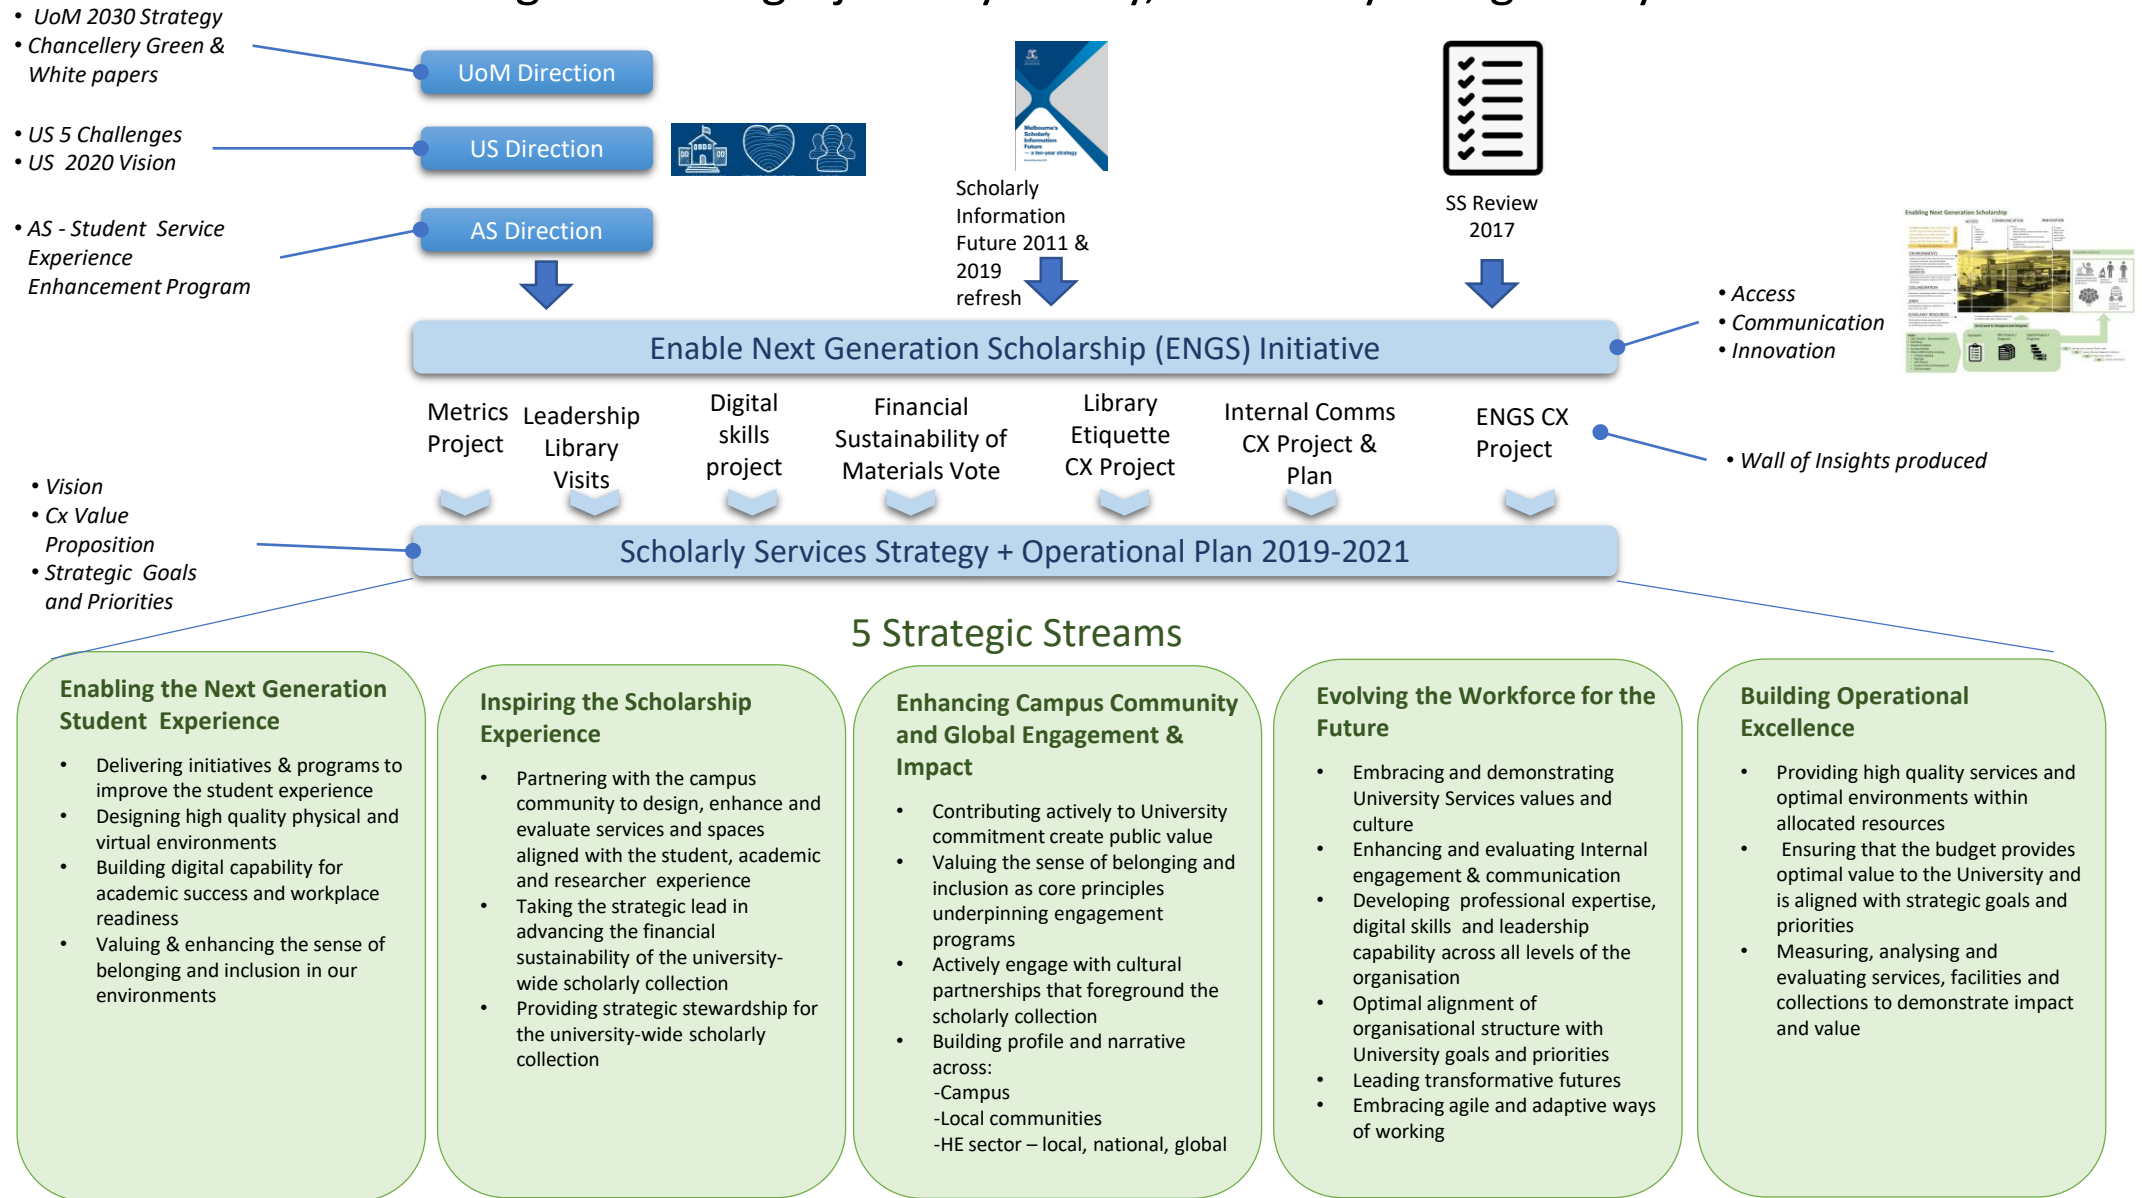 • UoM 2030 Strategy
• Chancellery Green &
White papers
UoM Direction
• US 5 Challenges
• US 2020 Vision
US Direction
• AS - Student Service
Experience
Enhancement Program
AS Direction
Melbourne's
Scholarly
Information
Future
— a ten-year strategy
Scholarly
Information
Future 2011 &
2019
refresh
SS Review
2017
Enabling Next Generation Scholarship
ACCESS COMMUNICATION INNOVATION
• Access
• Communication
• Innovation
Enable Next Generation Scholarship (ENGS) Initiative
Metrics
Project
Leadership
Library
Visits
Digital
skills
project
Financial
Sustainability of
Materials Vote
Library
Etiquette
CX Project
Internal Comms
CX Project &
Plan
ENGS CX
Project
• Wall of Insights produced
• Vision
• Cx Value
Proposition
• Strategic Goals
and Priorities
Scholarly Services Strategy + Operational Plan 2019-2021
5 Strategic Streams
Enabling the Next Generation
Student Experience
• Delivering initiatives & programs to
improve the student experience
• Designing high quality physical and
virtual environments
• Building digital capability for
academic success and workplace
readiness
• Valuing & enhancing the sense of
belonging and inclusion in our
environments
Inspiring the Scholarship
Experience
• Partnering with the campus
community to design, enhance and
evaluate services and spaces
aligned with the student, academic
and researcher experience
• Taking the strategic lead in
advancing the financial
sustainability of the university-
wide scholarly collection
• Providing strategic stewardship for
the university-wide scholarly
collection
Enhancing Campus Community
and Global Engagement &
Impact
• Contributing actively to University
commitment create public value
• Valuing the sense of belonging and
inclusion as core principles
underpinning engagement
programs
• Actively engage with cultural
partnerships that foreground the
scholarly collection
• Building profile and narrative
across:
-Campus
-Local communities
-HE sector – local, national, global
Evolving the Workforce for the
Future
• Embracing and demonstrating
University Services values and
culture
• Enhancing and evaluating Internal
engagement & communication
• Developing professional expertise,
digital skills and leadership
capability across all levels of the
organisation
• Optimal alignment of
organisational structure with
University goals and priorities
• Leading transformative futures
• Embracing agile and adaptive ways
of working
Building Operational
Excellence
• Providing high quality services and
optimal environments within
allocated resources
• Ensuring that the budget provides
optimal value to the University and
is aligned with strategic goals and
priorities
• Measuring, analysing and
evaluating services, facilities and
collections to demonstrate impact
and value